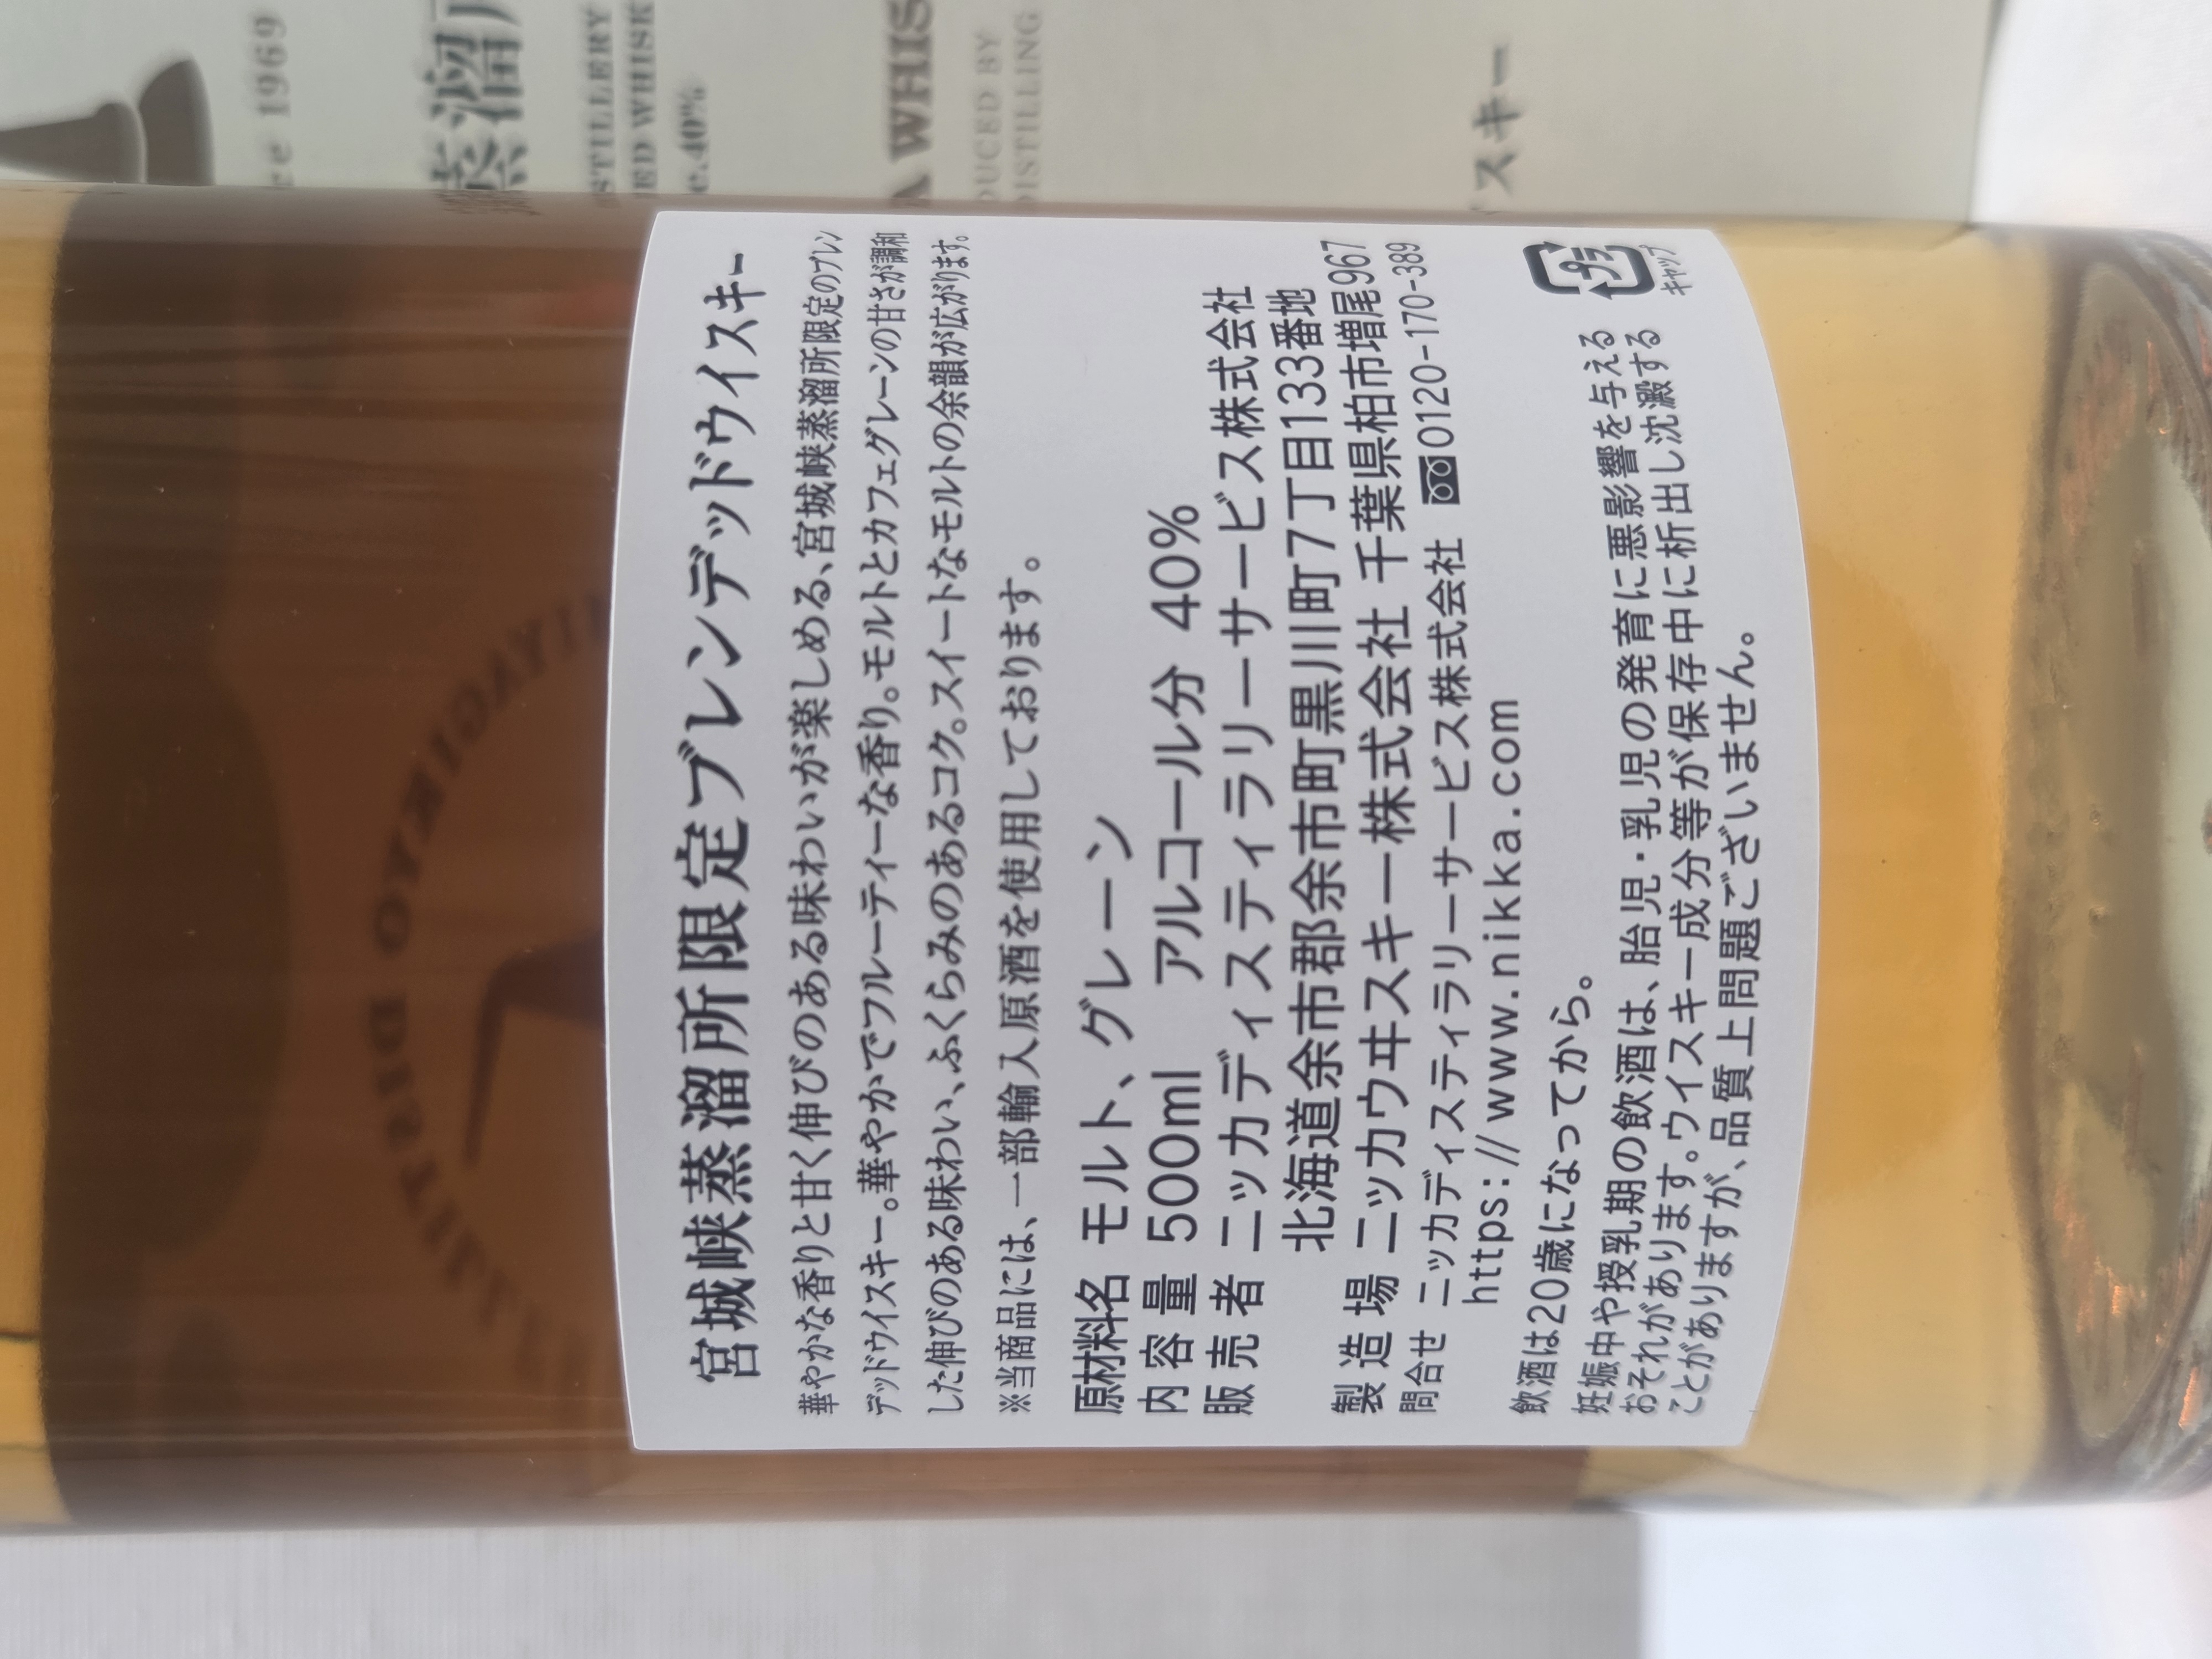 宮城峡蒸溜所限定ブレンデッドウイスキー
華やかな香りと甘く伸びのある味わいが楽しめる、宮城峡蒸溜所限定のブレン
デッドウイスキー。華やかでフルーティーな香り。モルトとカフェグレーンの甘さが調和
した伸びのある味わい、ふくらみのあるコク。スイートなモルトの余韻が広がります。
※当商品には、一部輸入原酒を使用しております。
原材料名 モルト、グレーン
内容量 500ml アルコール分 40%
販売者 ニッカディスティラリーサービス株式会社
北海道余市郡余市町黒川町7丁目133番地
製造場 ニッカウヰスキー株式会社 千葉県柏市増尾967
問合せ ニッカディスティラリーサービス株式会社 0120-170-389
https://www.nikka.com
飲酒は20歳になってから。
妊娠中や授乳期の飲酒は、胎児・乳児の発育に悪影響を与える
おそれがあります。ウイスキー成分等が保存中に析出し沈澱する
ことがありますが、品質上問題ございません。
プラ
キャップ
1969
蒸溜
STILLERY
ED WHISK
40%
A WHIS
DUCED BY
DISTILLING
スキー
MIYAGIKYO DISTILL